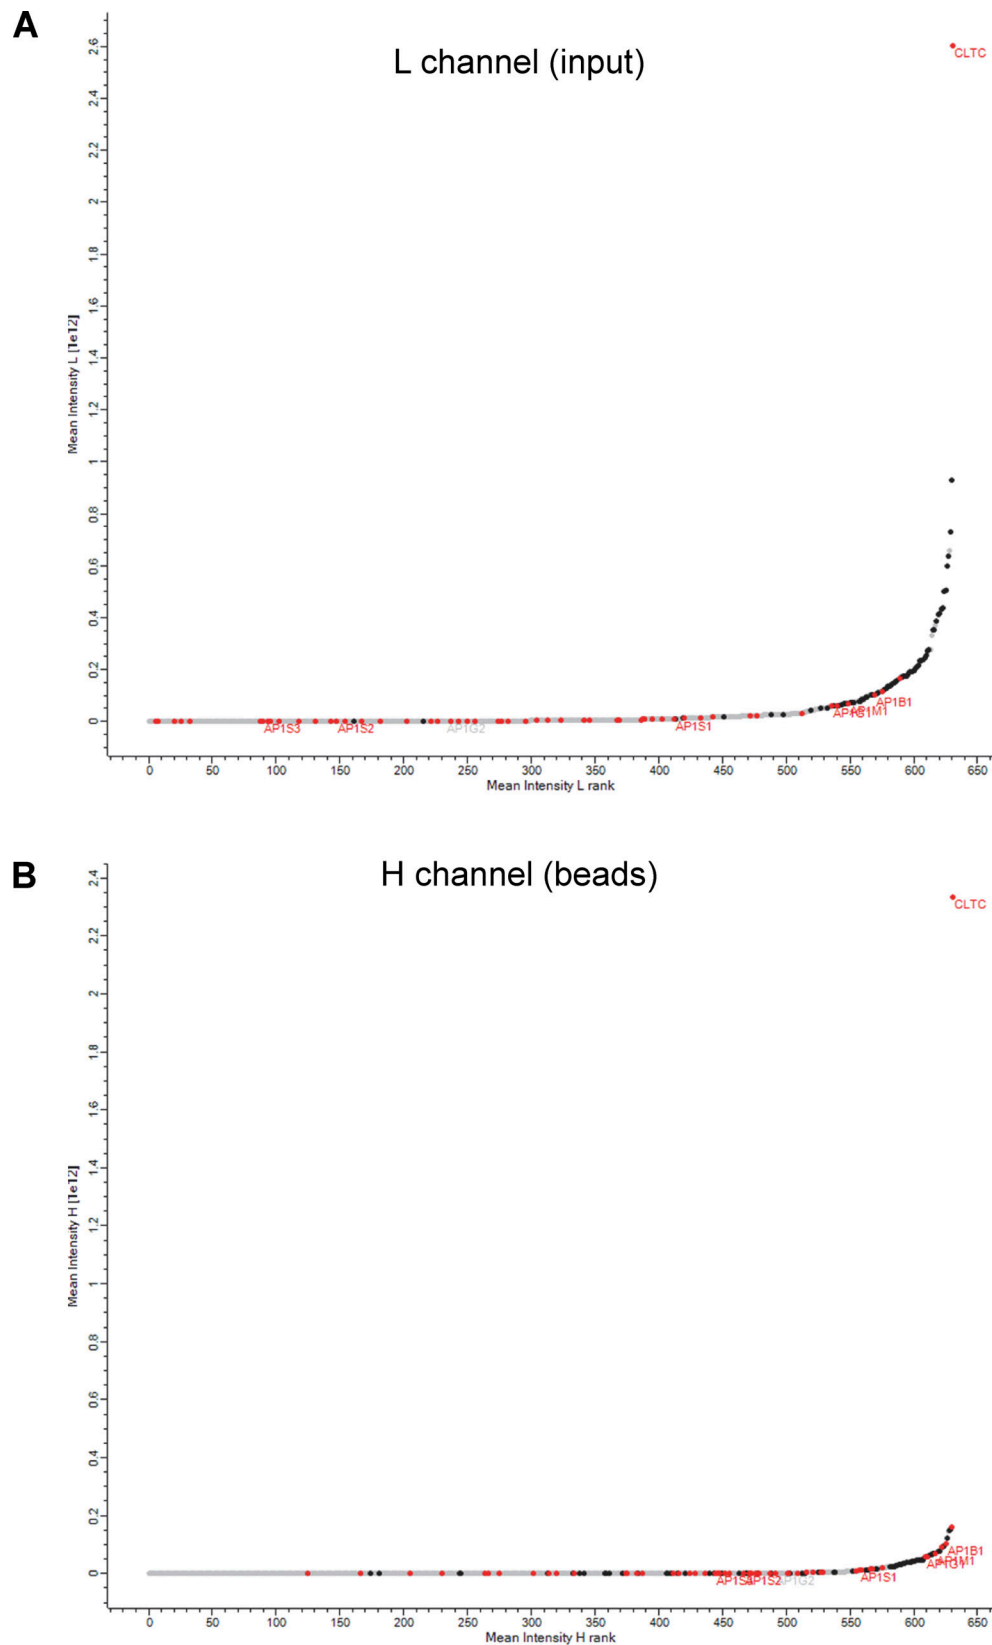 A
L channel (input)
2.6
CLTC
2.4
2.2
2
1.8
1.6
1.4
1.2
1
0.8
0.6
0.4
0.2
0
Mean Intensity L [1e12]
AP1S3
AP1S2
AP1G2
AP1S1
AP1G1
AP1M1
AP1B1
0 50 100 150 200 250 300 350 400 450 500 550 600 650
Mean Intensity L rank
B
H channel (beads)
2.4
CLTC
2.2
2
1.8
1.6
1.4
1.2
1
0.8
0.6
0.4
0.2
0
Mean Intensity H [1e12]
AP1S2
AP1G2
AP1S1
AP1G1
AP1M1
AP1B1
0 50 100 150 200 250 300 350 400 450 500 550 600 650
Mean Intensity H rank